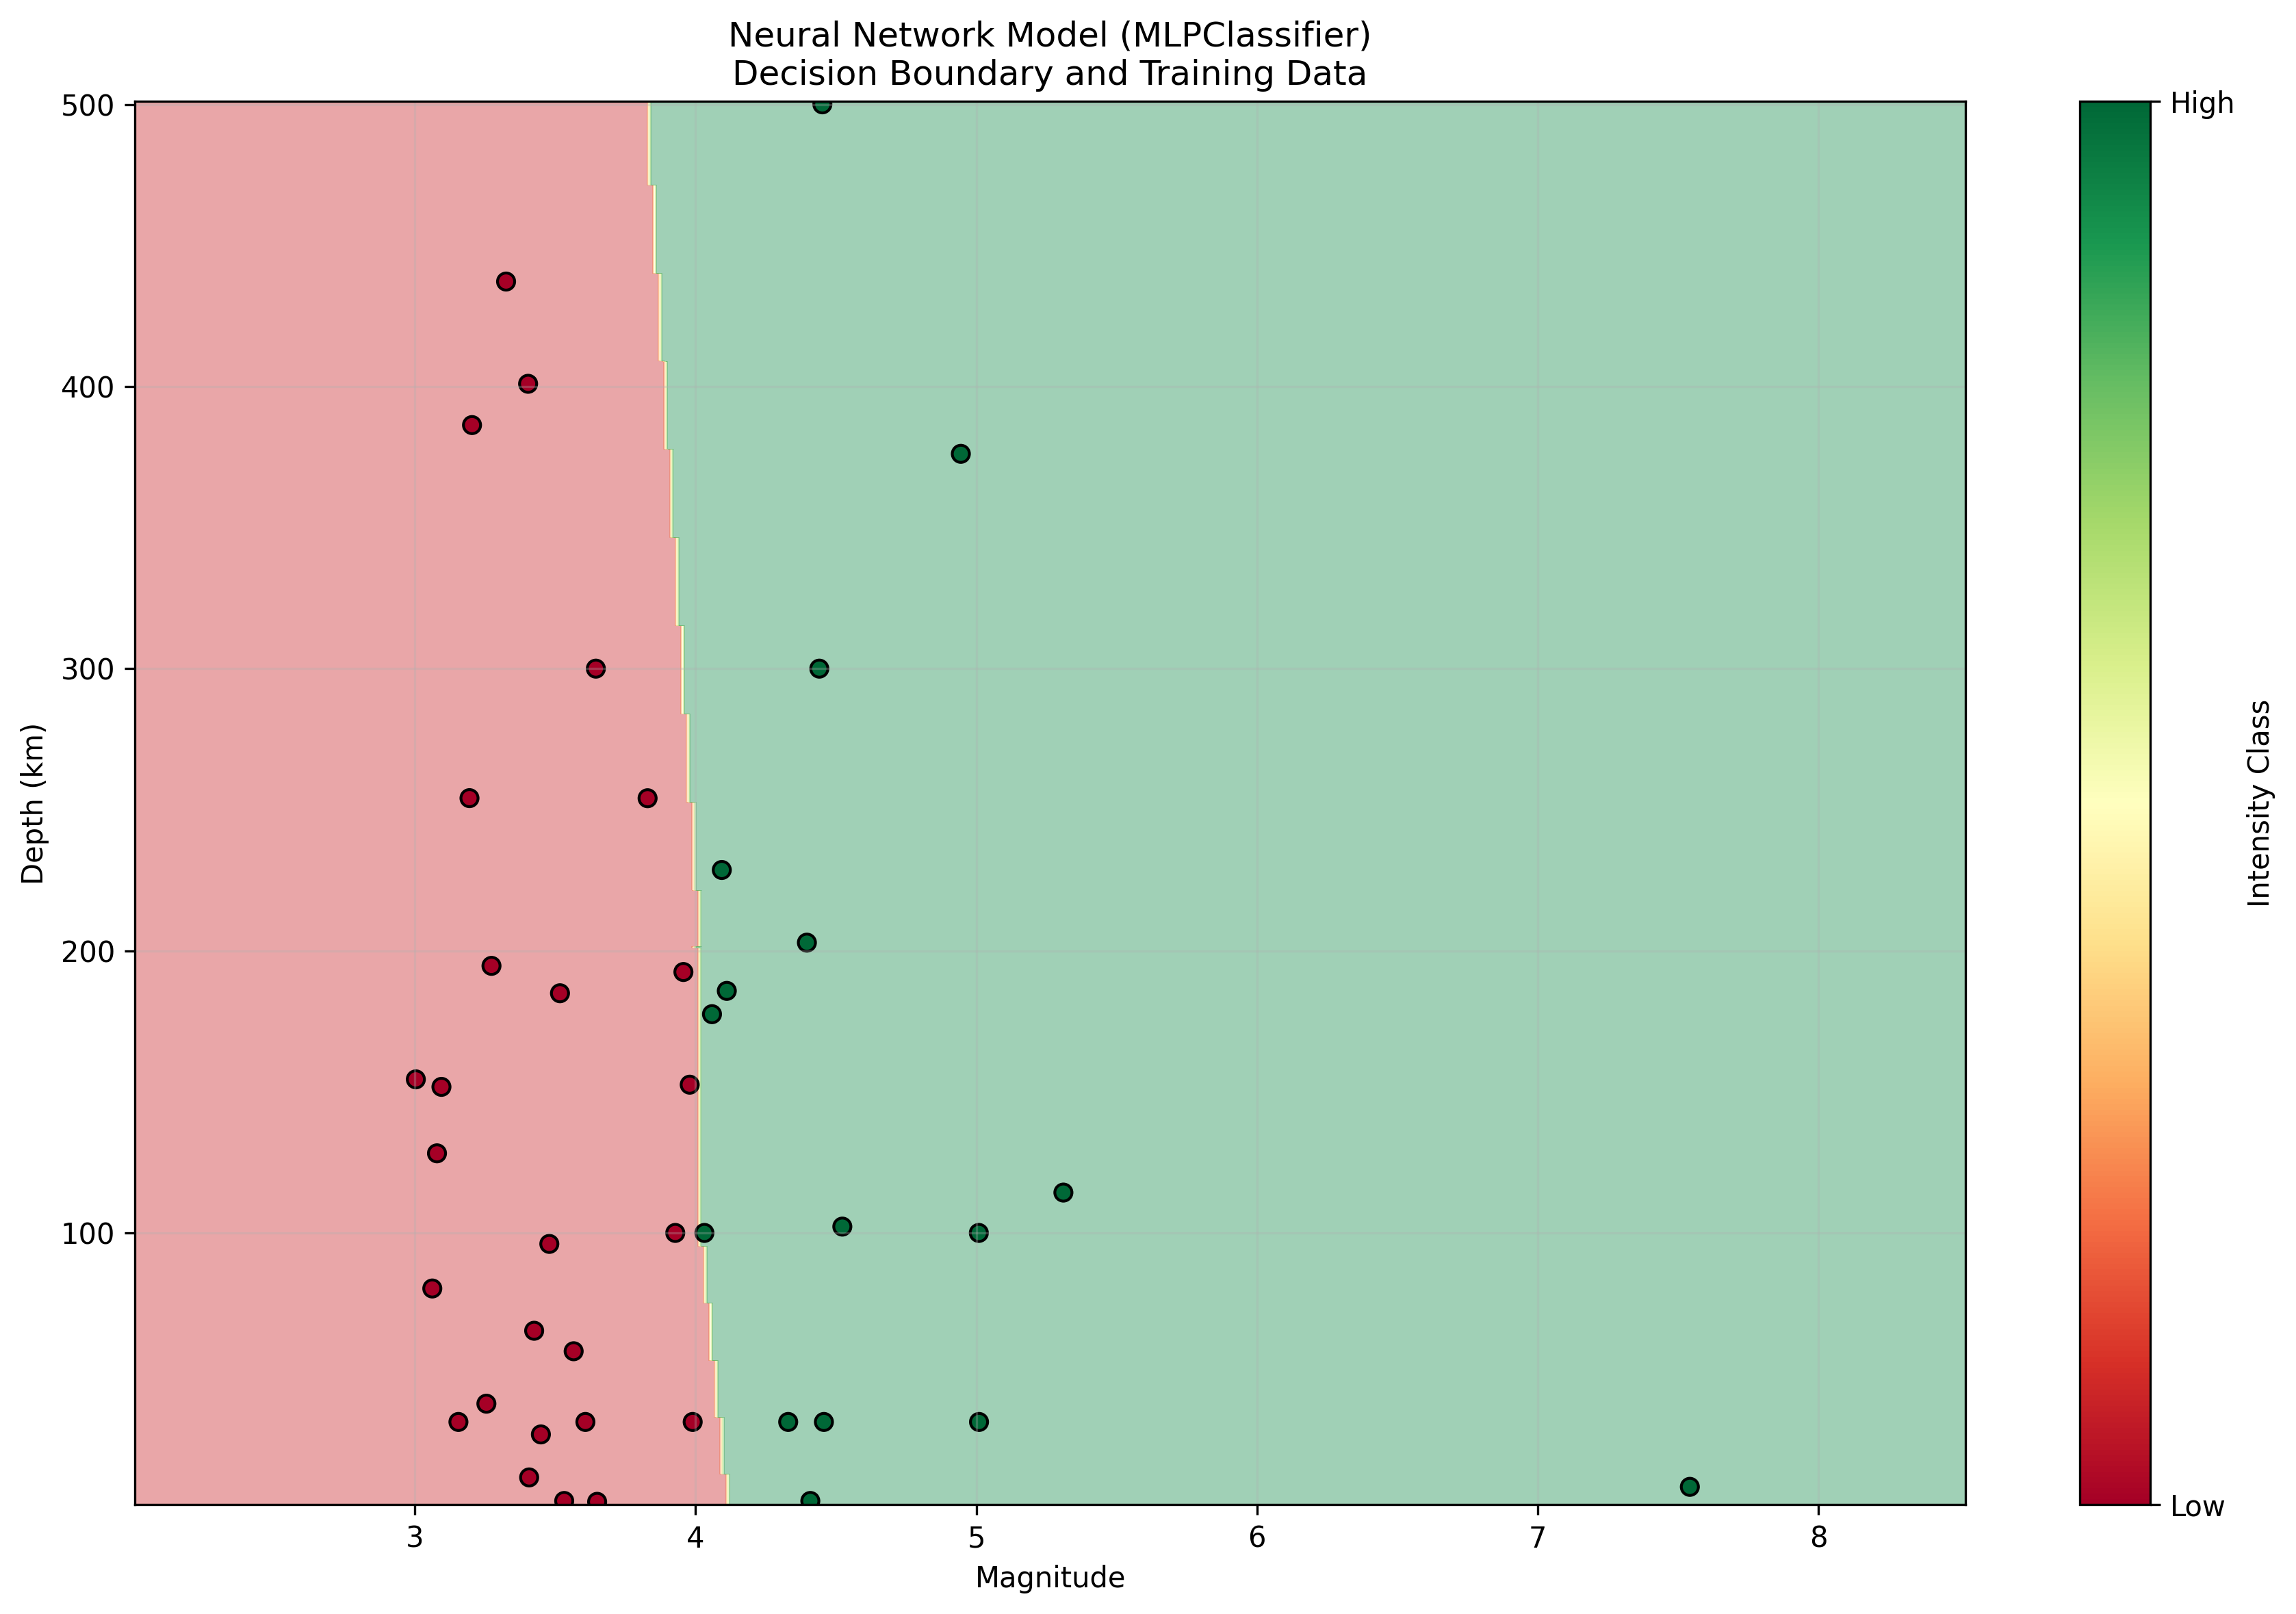 Neural Network Model (MLPClassifier)
Decision Boundary and Training Data
500
400
300
200
100
Depth (km)
3 4 5 6 7 8
Magnitude
High
Low
Intensity Class